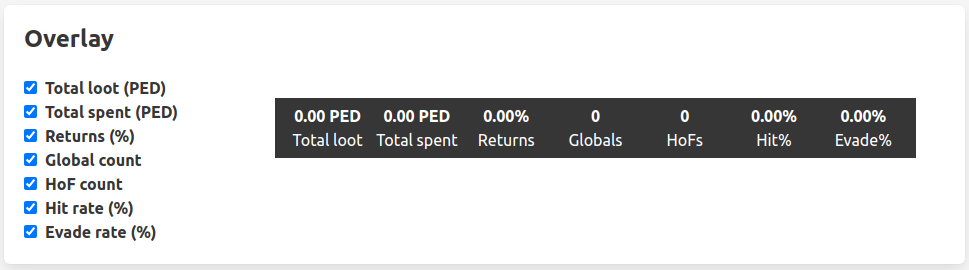 Overlay
Total loot (PED)
Total spent (PED)
Returns (%)
Global count
HoF count
Hit rate (%)
Evade rate (%)
0.00 PED 0.00 PED 0.00% 0 0 0.00% 0.00%
Total loot Total spent Returns Globals HoFs Hit% Evade%